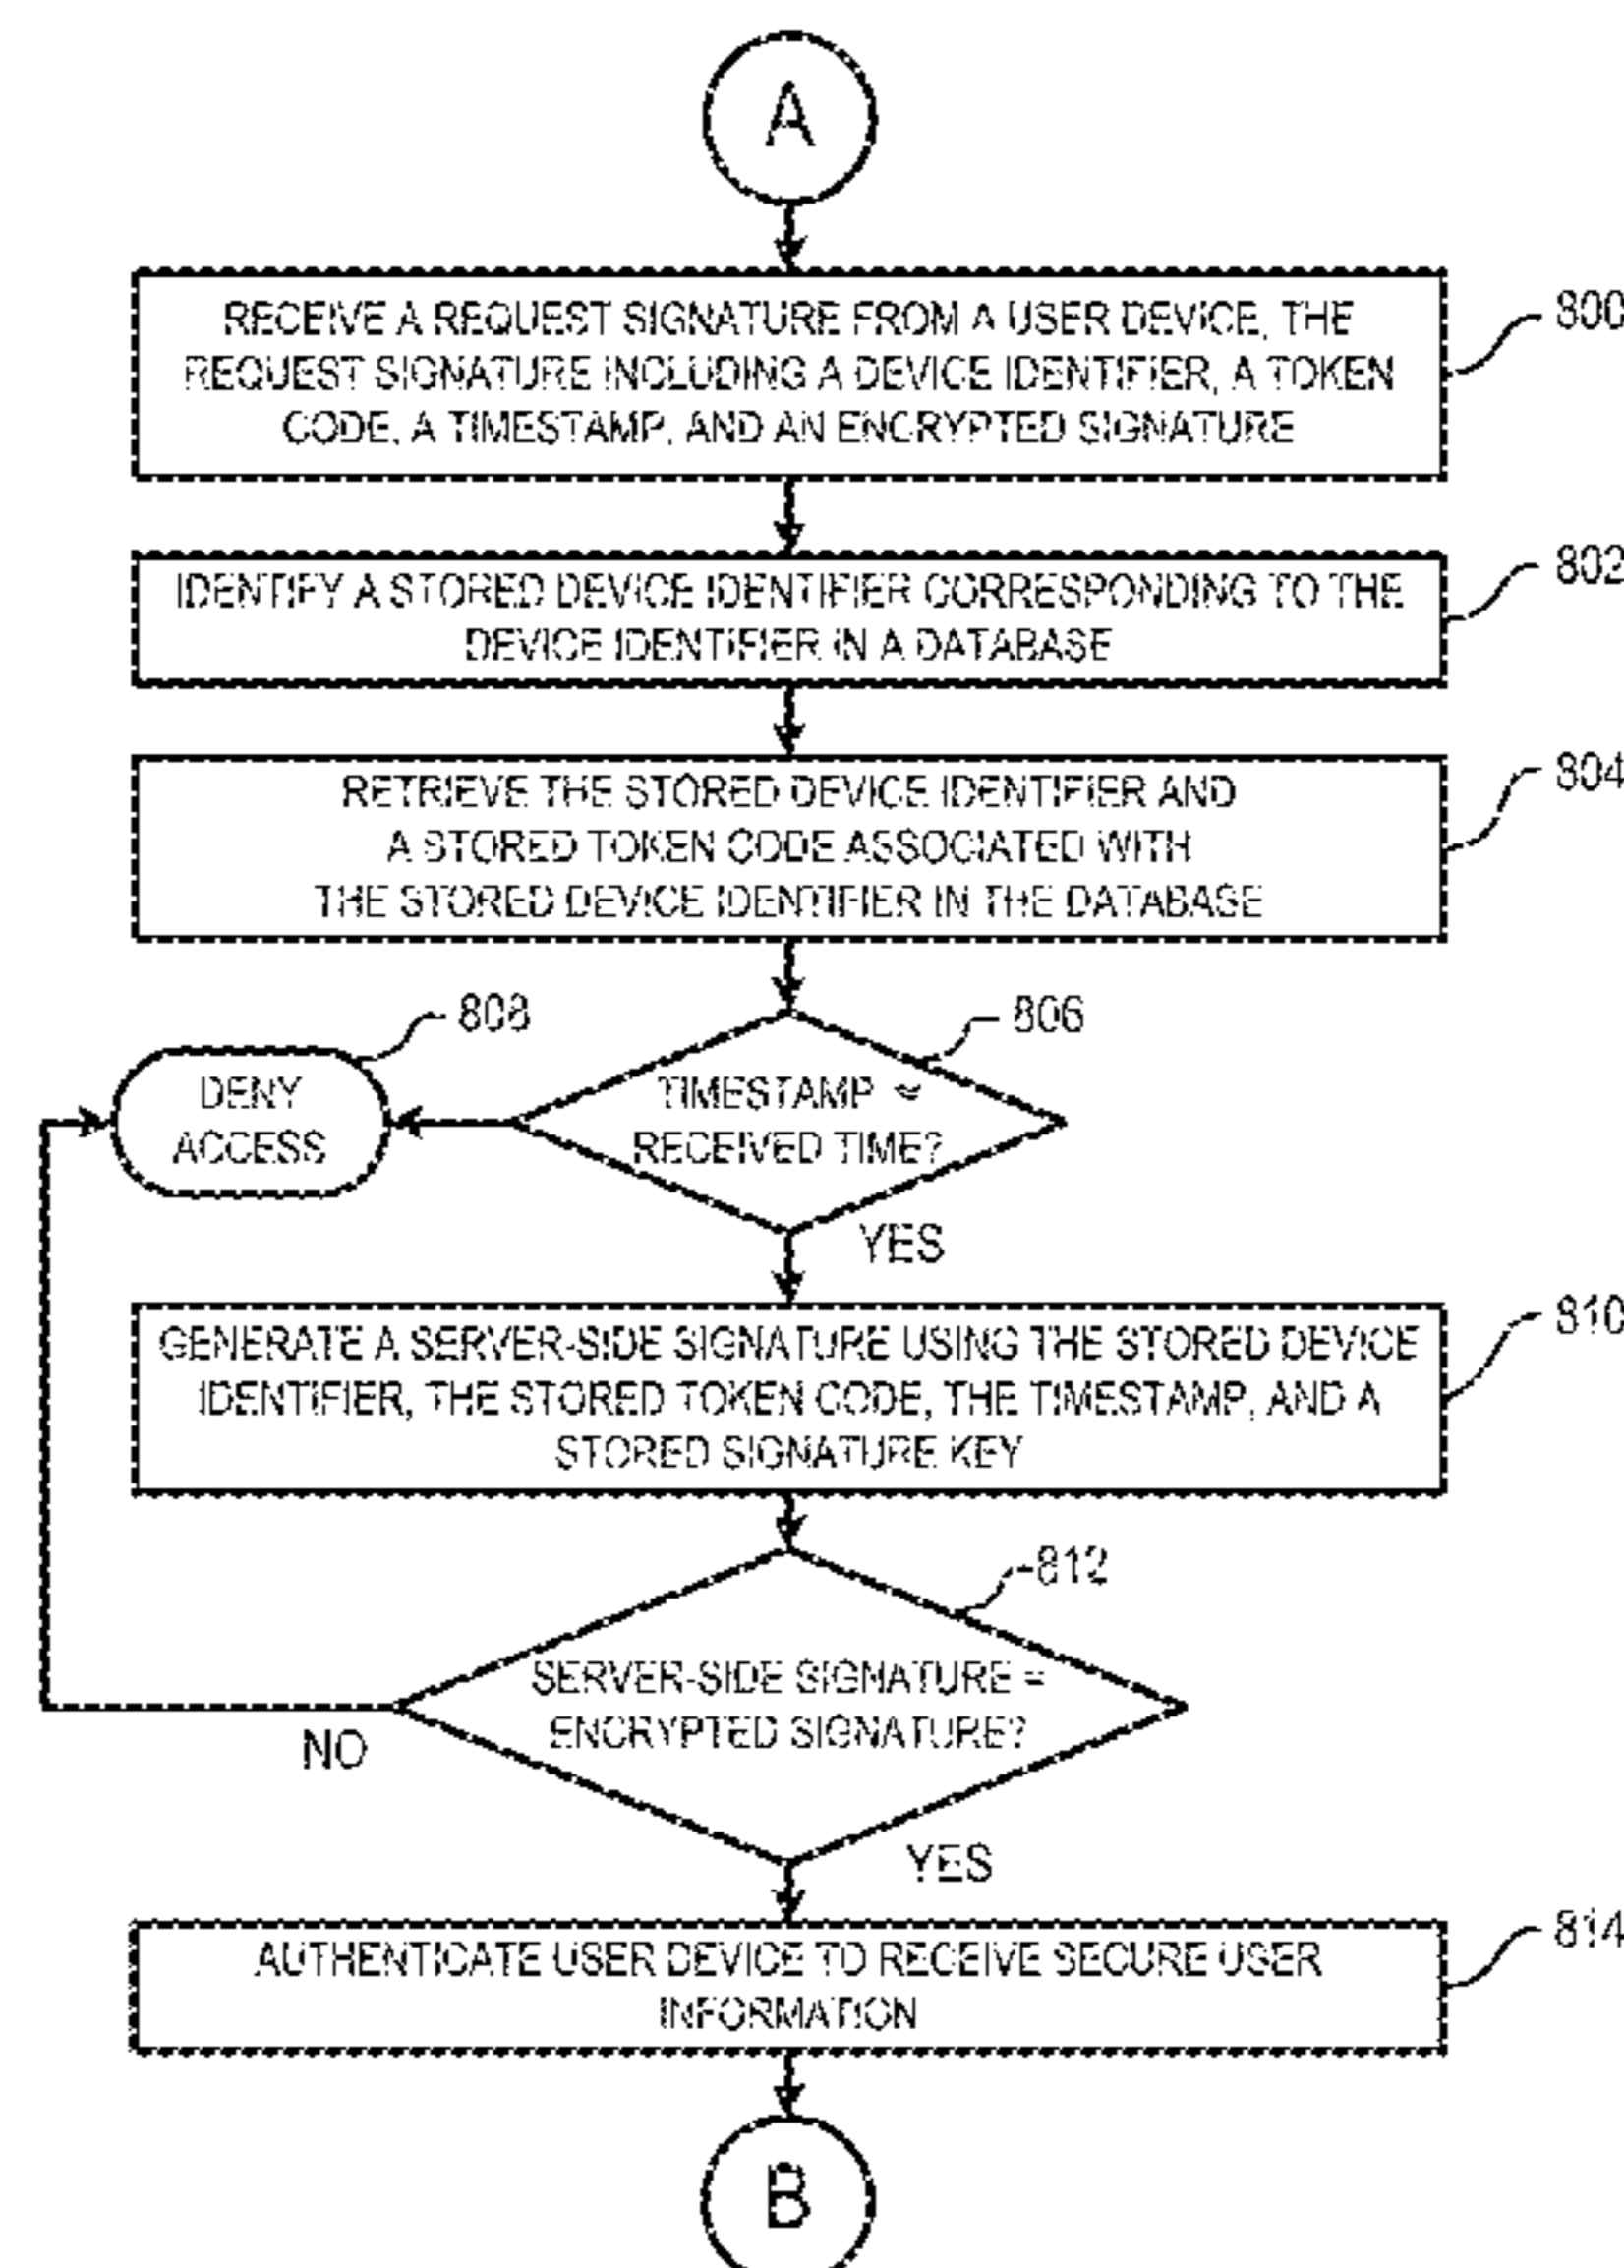 A
RECEIVE A REQUEST SIGNATURE FROM A USER DEVICE, THE
REQUEST SIGNATURE INCLUDING A DEVICE IDENTIFIER, A TOKEN
CODE, A TIMESTAMP, AND AN ENCRYPTED SIGNATURE
800
IDENTIFY A STORED DEVICE IDENTIFIER CORRESPONDING TO THE
DEVICE IDENTIFIER IN A DATABASE
802
RETRIEVE THE STORED DEVICE IDENTIFIER AND
A STORED TOKEN CODE ASSOCIATED WITH
THE STORED DEVICE IDENTIFIER IN THE DATABASE
804
808
806
DENY
ACCESS
TIMESTAMP ≈
RECEIVED TIME?
YES
GENERATE A SERVER-SIDE SIGNATURE USING THE STORED DEVICE
IDENTIFIER, THE STORED TOKEN CODE, THE TIMESTAMP, AND A
STORED SIGNATURE KEY
810
812
SERVER-SIDE SIGNATURE =
ENCRYPTED SIGNATURE?
NO
YES
AUTHENTICATE USER DEVICE TO RECEIVE SECURE USER
INFORMATION
814
B